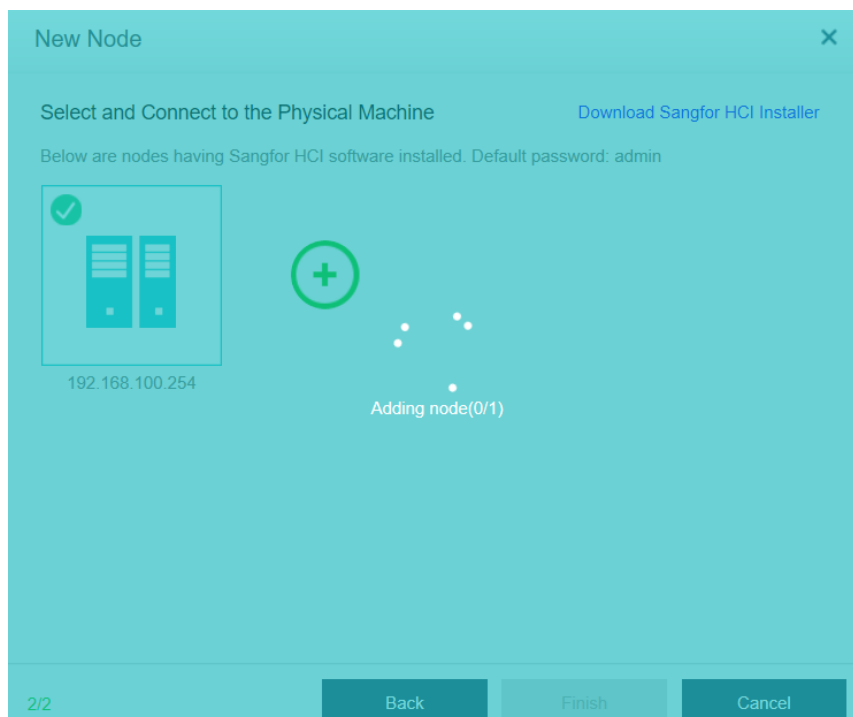 New Node
Select and Connect to the Physical Machine Download Sangfor HCI Installer
Below are nodes having Sangfor HCI software installed. Default password: admin
192.168.100.254
Adding node(0/1)
2/2 Back Finish Cancel